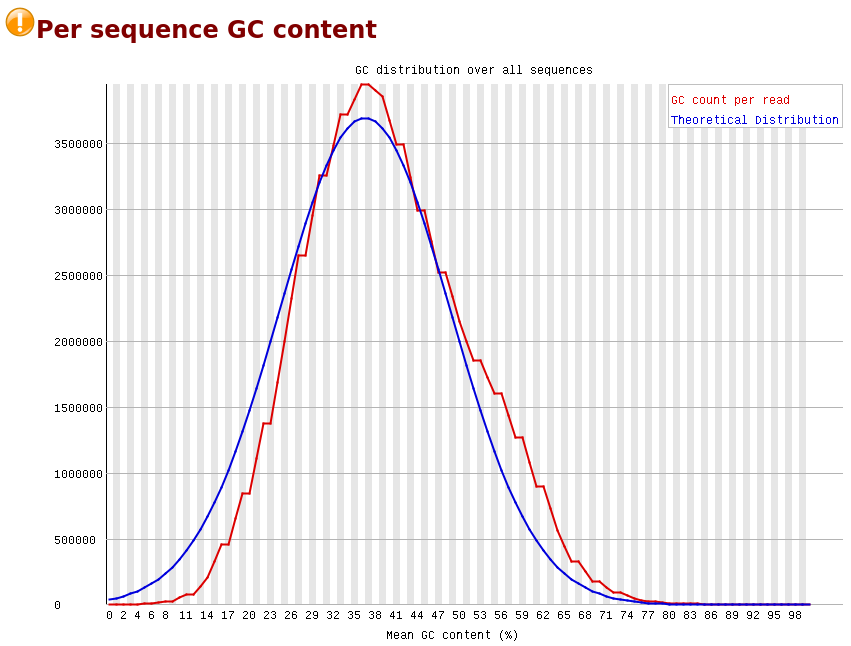 Per sequence GC content
GC distribution over all sequences
GC count per read
Theoretical Distribution
3500000
3000000
2500000
2000000
1500000
1000000
500000
0
0 2 4 6 8 11 14 17 20 23 26 29 32 35 38 41 44 47 50 53 56 59 62 65 68 71 74 77 80 83 86 89 92 95 98
Mean GC content (%)